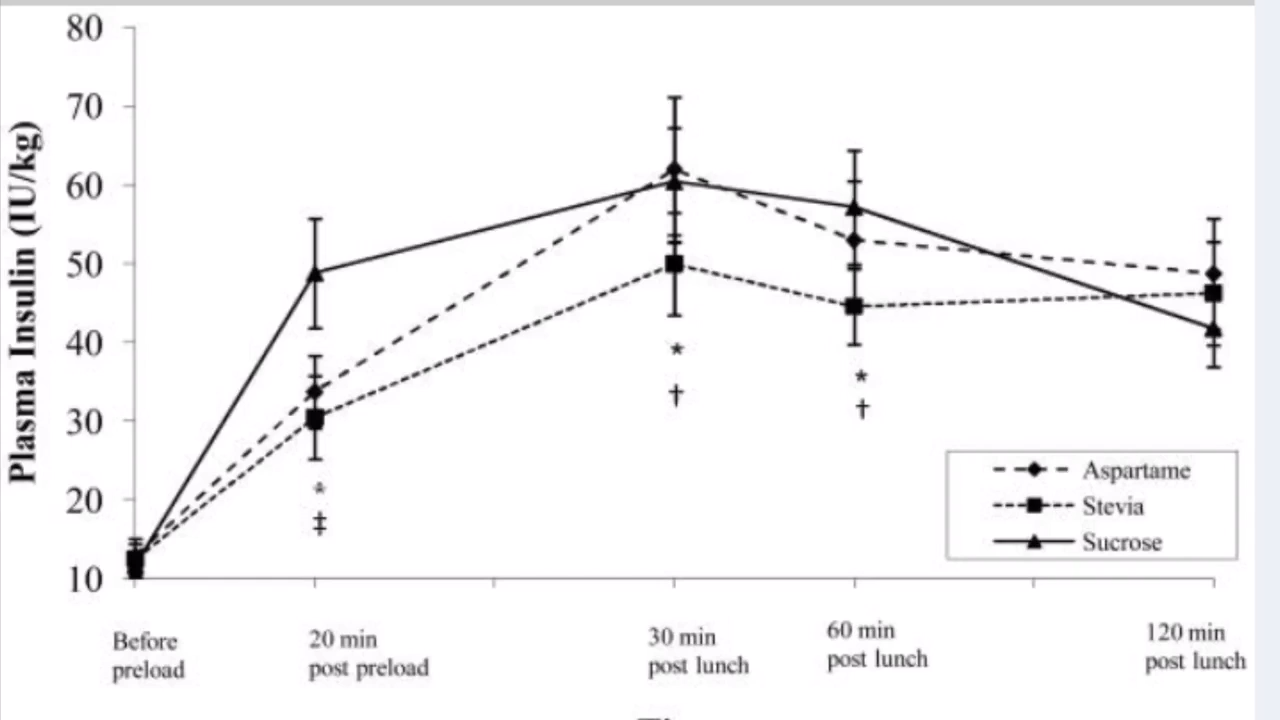 80
70
60
50
40
30
20
10
Plasma Insulin (IU/kg)
*
‡
*
†
*
†
Aspartame
Stevia
Sucrose
Before
preload
20 min
post preload
30 min
post lunch
60 min
post lunch
120 min
post lunch